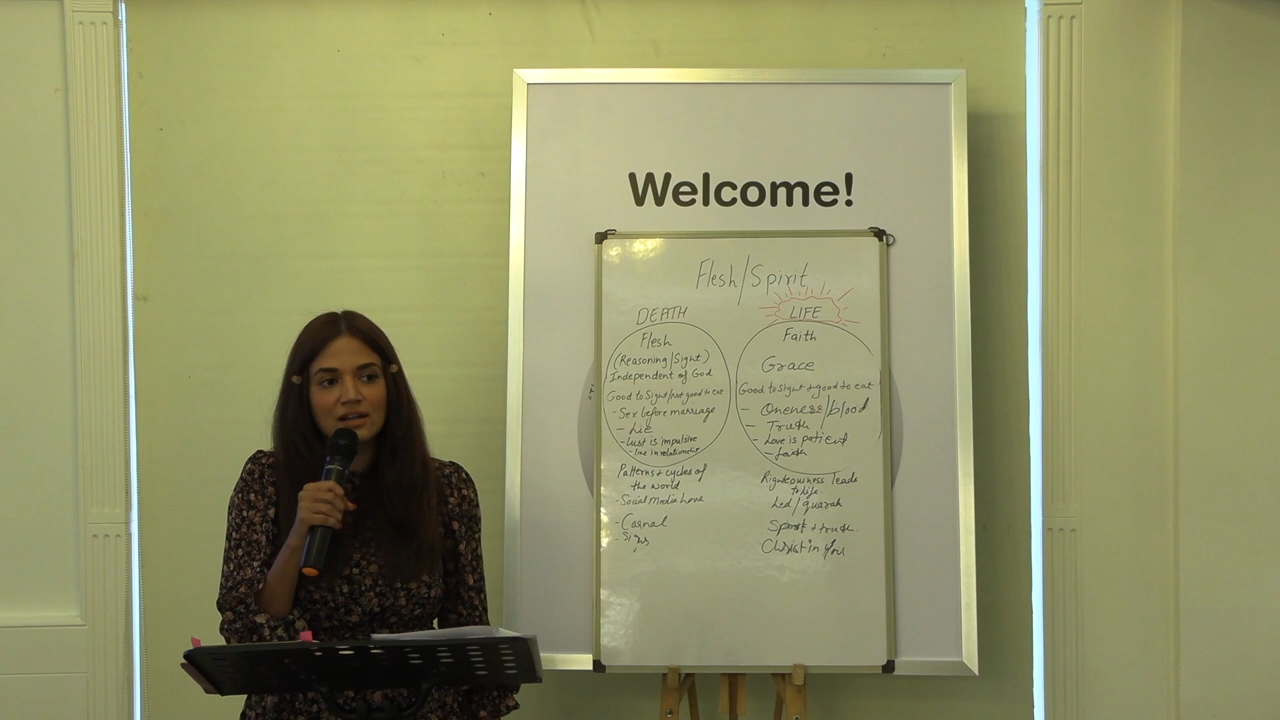 Welcome!
Flesh/Spirit
DEATH
Flesh
(Reasoning/Sight)
Independent of God
Good to Sight/not good to eat
- Sex before marriage
- Lie
- Lust is impulsive
- line in relationship
Patterns + cycles of
the world
- Social Media Love
- Carnal
- Signs
LIFE
Faith
Grace
Good to Sight + good to eat
- Oneness/blood
- Truth
- Love is patient
- faith
Righteousness leads
to life
Led/
Spirit + truth.
Christ in you